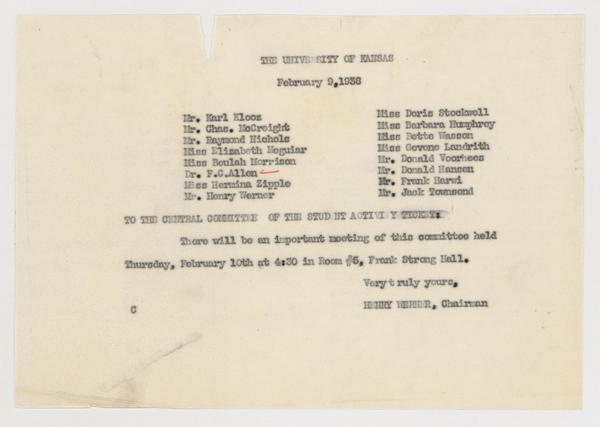 THE UNIVERSITY OF KANSAS
February 9,1938
Mr. Karl Klooz
Mr. Chas. McCreight
Mr. Raymond Nichols
Miss Elizabeth Meguiar
Miss Beulah Morrison
Dr. F.C.Allen
Miss Hermina Zipple
Mr. Henry Werner
Miss Doris Stockwell
Miss Barbara Humphrey
Miss Bette Wasson
Miss Gevene Landrith
Mr. Donald Voorhees
Mr. Donald Hansen
Mr. Frank Harwi
Mr. Jack Townsend
TO THE CENTRAL COMMITTEE OF THE STUDENT ACTIVITY TICKET:
There will be an important meeting of this committee held
Thursday, February 10th at 4:30 in Room #5, Frank Strong Hall.
Very truly yours,
HENRY WERNER, Chairman
C